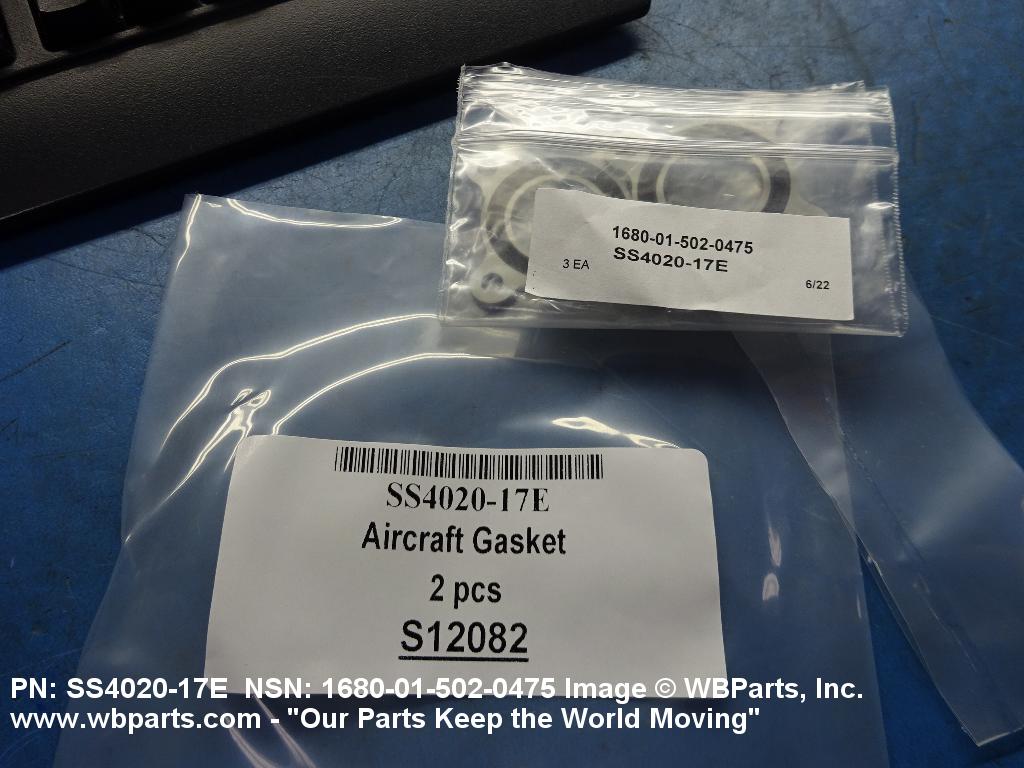 1680-01-502-0475
SS4020-17E
3 EA
6/22
SS4020-17E
Aircraft Gasket
2 pcs
S12082
PN: SS4020-17E  NSN: 1680-01-502-0475 Image © WBParts, Inc.
www.wbparts.com - "Our Parts Keep the World Moving"